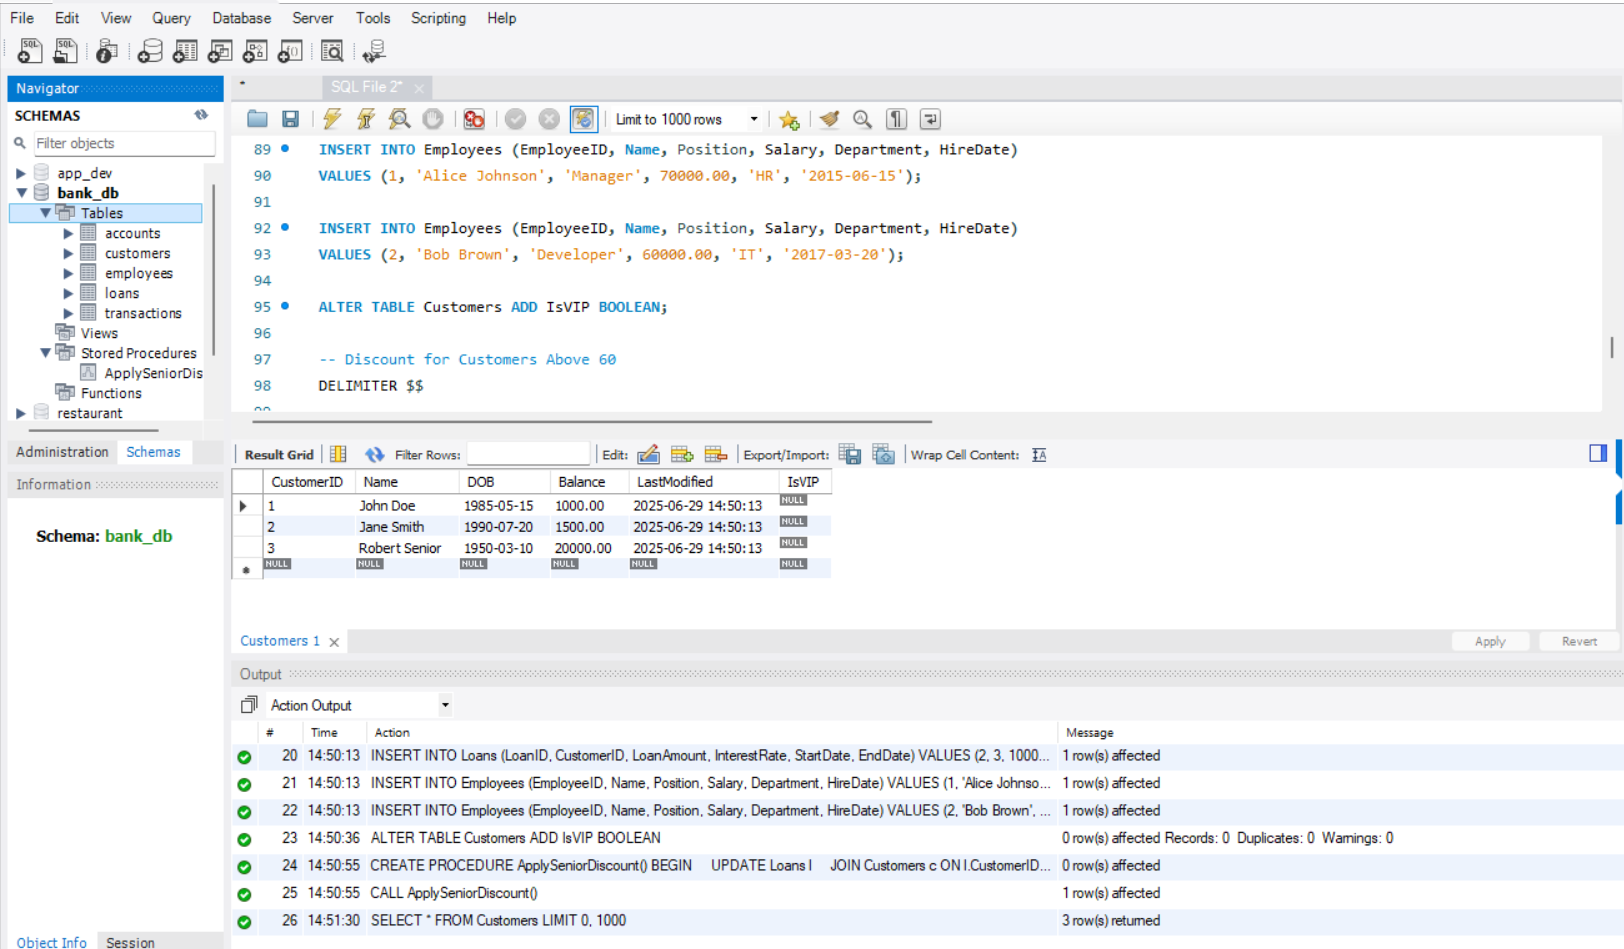 File Edit View Query Database Server Tools Scripting Help
Navigator
SCHEMAS
Filter objects
app_dev
bank_db
Tables
accounts
customers
employees
loans
transactions
Views
Stored Procedures
ApplySeniorDis
Functions
restaurant
Administration Schemas
Information
Schema: bank_db
Object Info Session
* SQL File 2*
Limit to 1000 rows
89 INSERT INTO Employees (EmployeeID, Name, Position, Salary, Department, HireDate)
90 VALUES (1, 'Alice Johnson', 'Manager', 70000.00, 'HR', '2015-06-15');
91
92 INSERT INTO Employees (EmployeeID, Name, Position, Salary, Department, HireDate)
93 VALUES (2, 'Bob Brown', 'Developer', 60000.00, 'IT', '2017-03-20');
94
95 ALTER TABLE Customers ADD IsVIP BOOLEAN;
96
97 -- Discount for Customers Above 60
98 DELIMITER $$
Result Grid Filter Rows: Edit: Export/Import: Wrap Cell Content:
CustomerID Name DOB Balance LastModified IsVIP
1 John Doe 1985-05-15 1000.00 2025-06-29 14:50:13 NULL
2 Jane Smith 1990-07-20 1500.00 2025-06-29 14:50:13 NULL
3 Robert Senior 1950-03-10 20000.00 2025-06-29 14:50:13 NULL
NULL NULL NULL NULL NULL NULL
Customers 1
Apply Revert
Output
Action Output
# Time Action Message
20 14:50:13 INSERT INTO Loans (LoanID, CustomerID, LoanAmount, InterestRate, StartDate, EndDate) VALUES (2, 3, 1000... 1 row(s) affected
21 14:50:13 INSERT INTO Employees (EmployeeID, Name, Position, Salary, Department, HireDate) VALUES (1, 'Alice Johnso... 1 row(s) affected
22 14:50:13 INSERT INTO Employees (EmployeeID, Name, Position, Salary, Department, HireDate) VALUES (2, 'Bob Brown', ... 1 row(s) affected
23 14:50:36 ALTER TABLE Customers ADD IsVIP BOOLEAN 0 row(s) affected Records: 0 Duplicates: 0 Warnings: 0
24 14:50:55 CREATE PROCEDURE ApplySeniorDiscount() BEGIN UPDATE Loans l JOIN Customers c ON l.CustomerID... 0 row(s) affected
25 14:50:55 CALL ApplySeniorDiscount() 1 row(s) affected
26 14:51:30 SELECT * FROM Customers LIMIT 0, 1000 3 row(s) returned